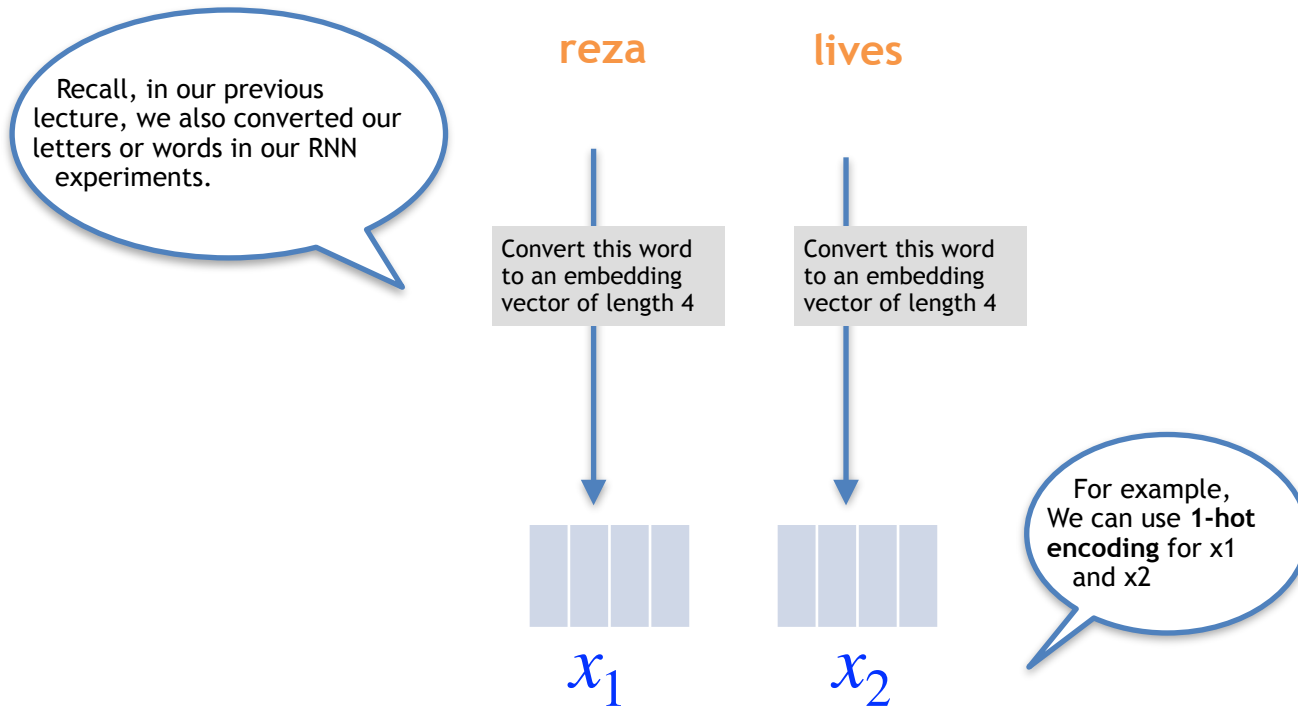 reza
lives
Recall, in our previous
lecture, we also converted our
letters or words in our RNN
experiments.
Convert this word
to an embedding
vector of length 4
Convert this word
to an embedding
vector of length 4
For example,
We can use 1-hot
encoding for x1
and x2
x₁
x₂